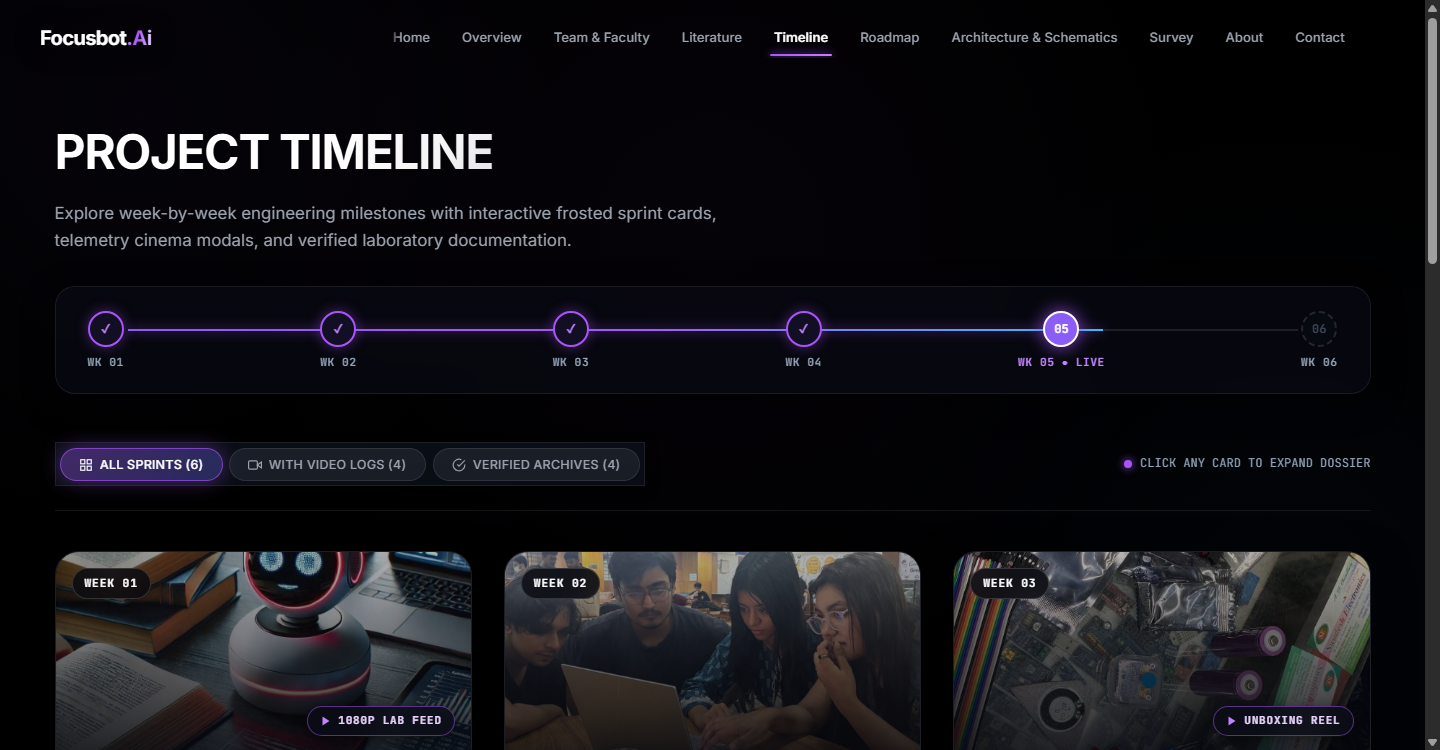 Focusbot.Ai
Home
Overview
Team & Faculty
Literature
Timeline
Roadmap
Architecture & Schematics
Survey
About
Contact
PROJECT TIMELINE
Explore week-by-week engineering milestones with interactive frosted sprint cards,
telemetry cinema modals, and verified laboratory documentation.
✓
✓
✓
✓
05
06
WK 01
WK 02
WK 03
WK 04
WK 05 • LIVE
WK 06
ALL SPRINTS (6)
WITH VIDEO LOGS (4)
VERIFIED ARCHIVES (4)
CLICK ANY CARD TO EXPAND DOSSIER
WEEK 01
WEEK 02
WEEK 03
1080P LAB FEED
UNBOXING REEL